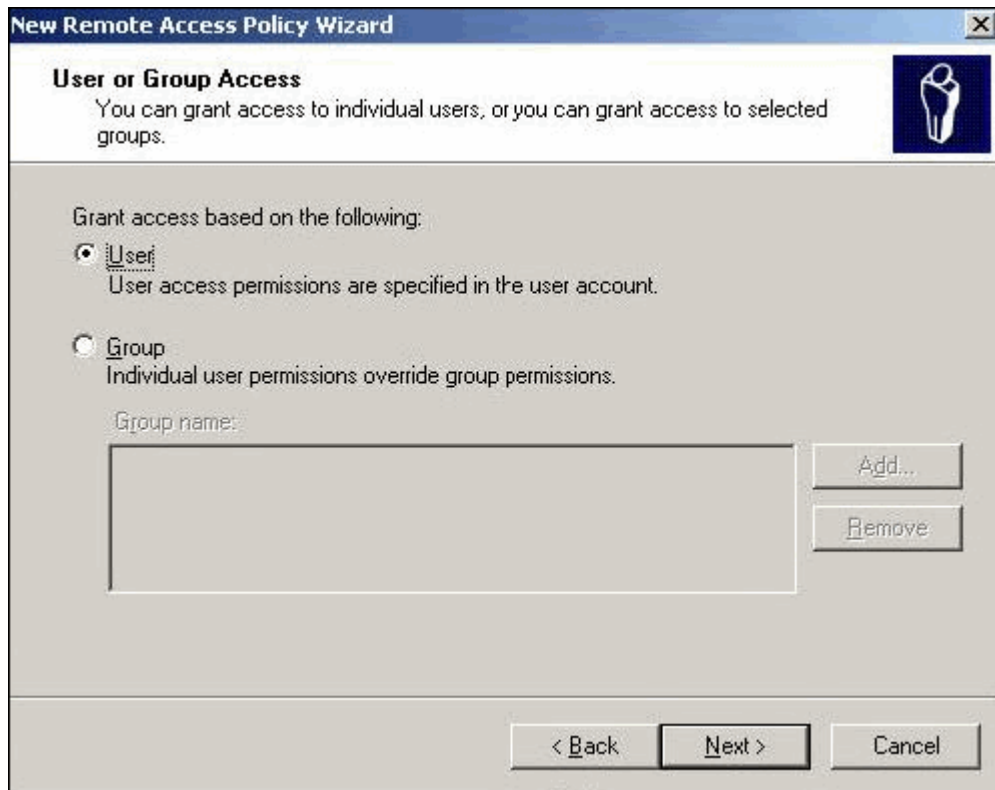 New Remote Access Policy Wizard
User or Group Access
You can grant access to individual users, or you can grant access to selected
groups.
Grant access based on the following:
User
User access permissions are specified in the user account.
Group
Individual user permissions override group permissions.
Group name:
Add...
Remove
< Back
Next >
Cancel